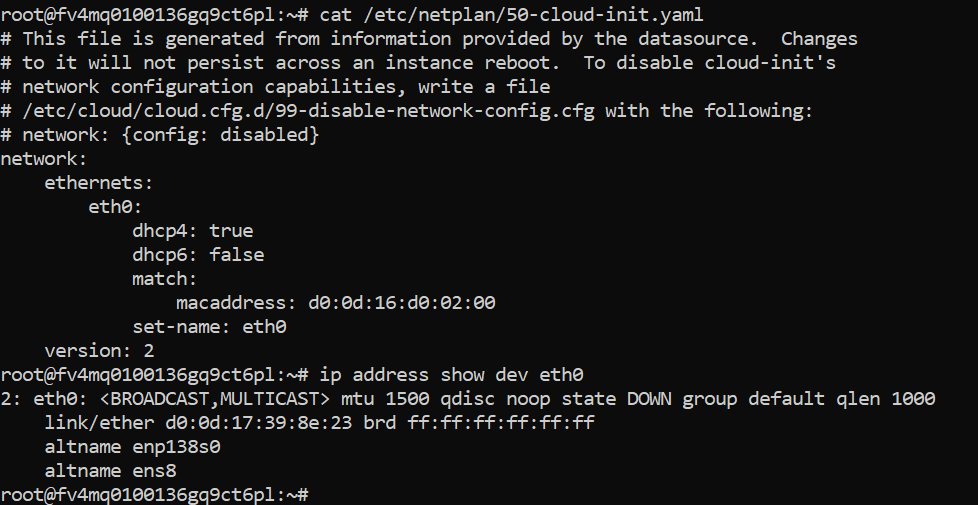 root@fv4mq0100136gq9ct6pl:~# cat /etc/netplan/50-cloud-init.yaml
# This file is generated from information provided by the datasource.  Changes
# to it will not persist across an instance reboot.  To disable cloud-init's
# network configuration capabilities, write a file
# /etc/cloud/cloud.cfg.d/99-disable-network-config.cfg with the following:
# network: {config: disabled}
network:
    ethernets:
        eth0:
            dhcp4: true
            dhcp6: false
            match:
                macaddress: d0:0d:16:d0:02:00
            set-name: eth0
    version: 2
root@fv4mq0100136gq9ct6pl:~# ip address show dev eth0
2: eth0: <BROADCAST,MULTICAST> mtu 1500 qdisc noop state DOWN group default qlen 1000
    link/ether d0:0d:17:39:8e:23 brd ff:ff:ff:ff:ff:ff
    altname enp138s0
    altname ens8
root@fv4mq0100136gq9ct6pl:~#